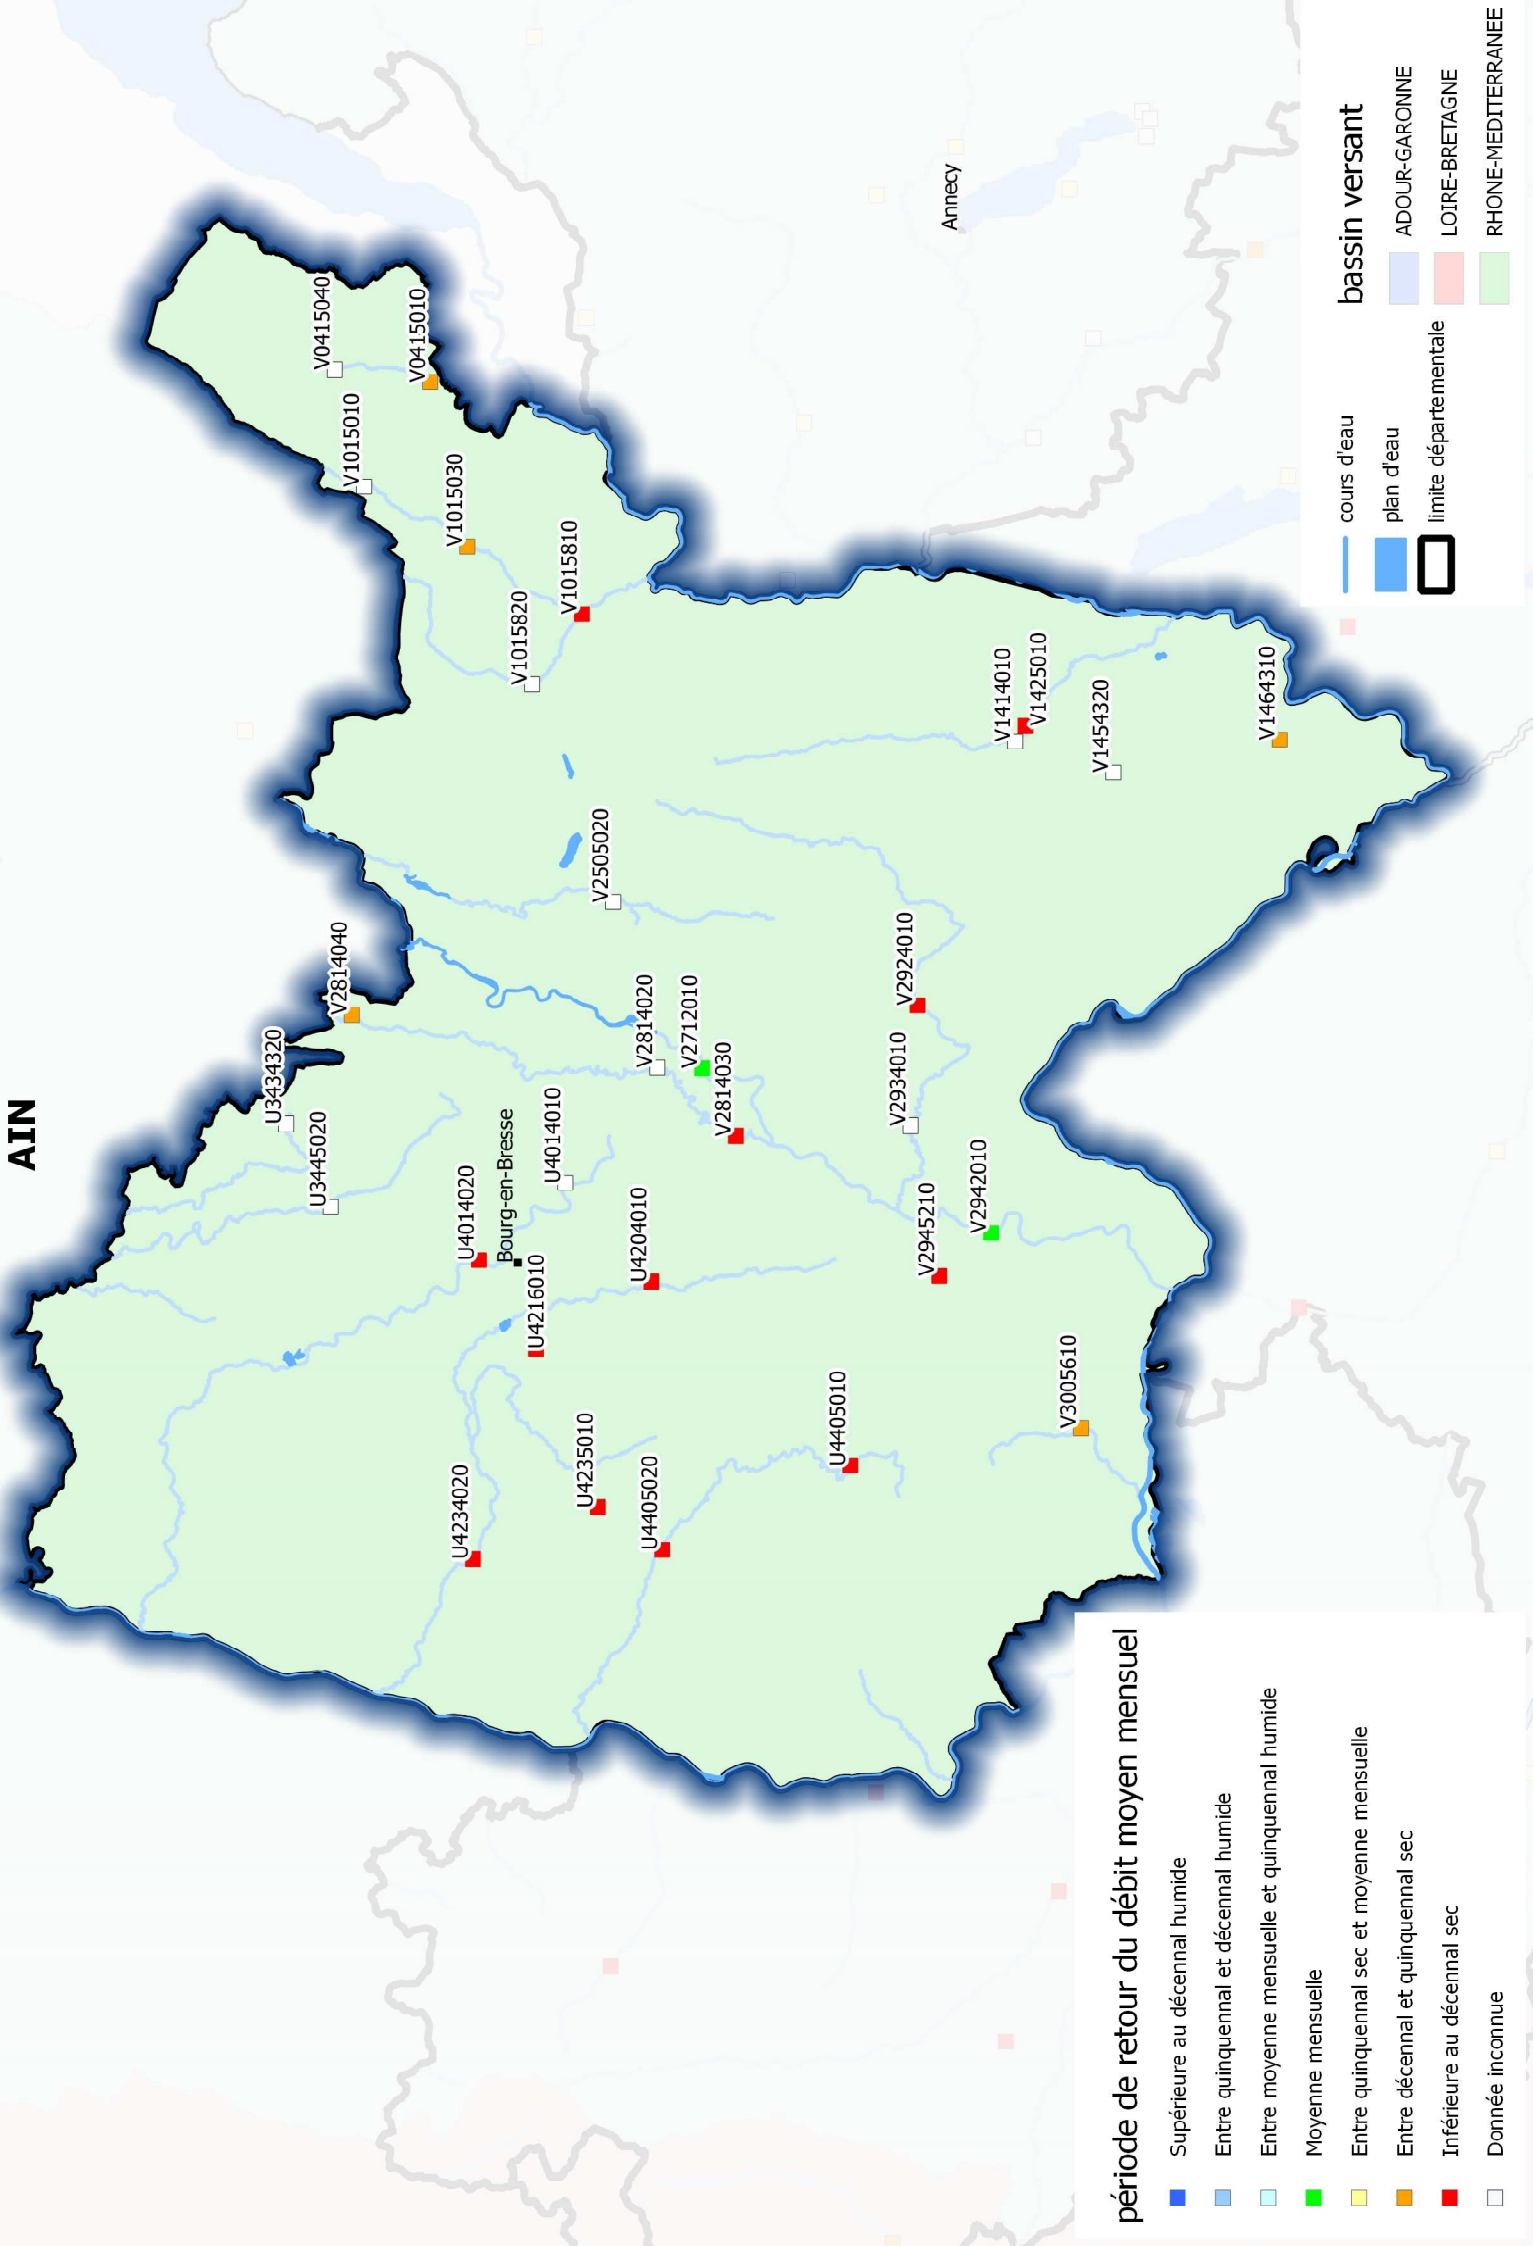 AIN
U3434320
V2814040
U3445020
V0415040
V0415010
V1015010
V1015030
V1015810
V1015820
U4014020
Bourg-en-Bresse
U4014010
U4216010
U4204010
V2814020
V2712010
V2814030
V2505020
U4234020
U4235010
U4405020
U4405010
V2924010
V2934010
V2945210
V2942010
V3005610
V1414010
V1425010
V1454320
V1464310
Annecy
période de retour du débit moyen mensuel
Supérieure au décennal humide
Entre quinquennal et décennal humide
Entre moyenne mensuelle et quinquennal humide
Moyenne mensuelle
Entre quinquennal sec et moyenne mensuelle
Entre décennal et quinquennal sec
Inférieure au décennal sec
Donnée inconnue
cours d'eau
plan d'eau
limite départementale
bassin versant
ADOUR-GARONNE
LOIRE-BRETAGNE
RHONE-MEDITERRANEE